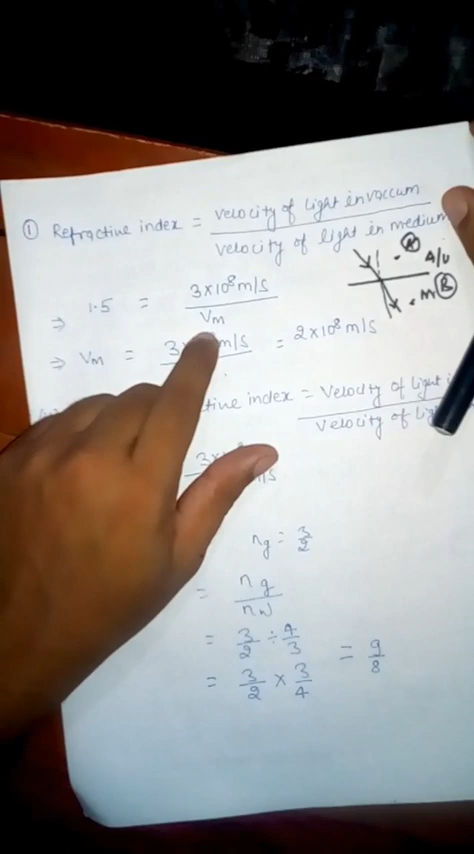 ① Refractive index = velocity of light in vaccum / velocity of light in medium
A A/V
M B
⇒ 1.5 = 3×10⁸ m/s / Vm
⇒ Vm = 3 m/s = 2×10⁸ m/s
index = Velocity of light / Velocity of
ng = 3/2
= ng / nw
= 3/2 ÷ 4/3
= 3/2 × 3/4 = 9/8